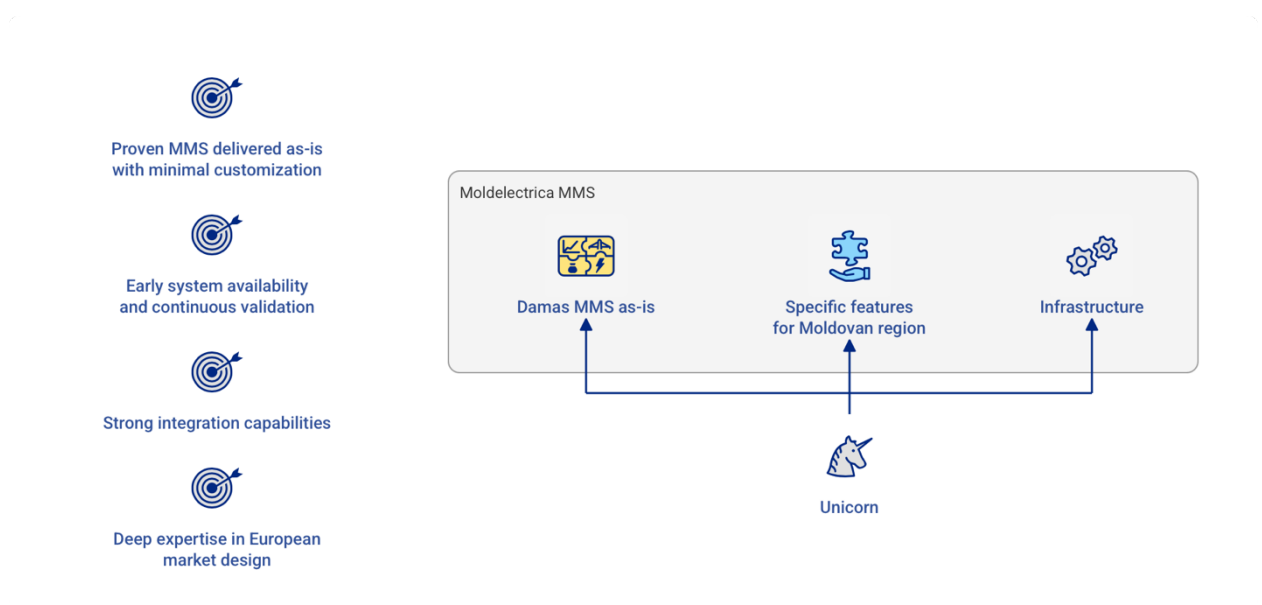 Proven MMS delivered as-is
with minimal customization
Early system availability
and continuous validation
Strong integration capabilities
Deep expertise in European
market design
Moldelectrica MMS
Damas MMS as-is
Specific features
for Moldovan region
Infrastructure
Unicorn